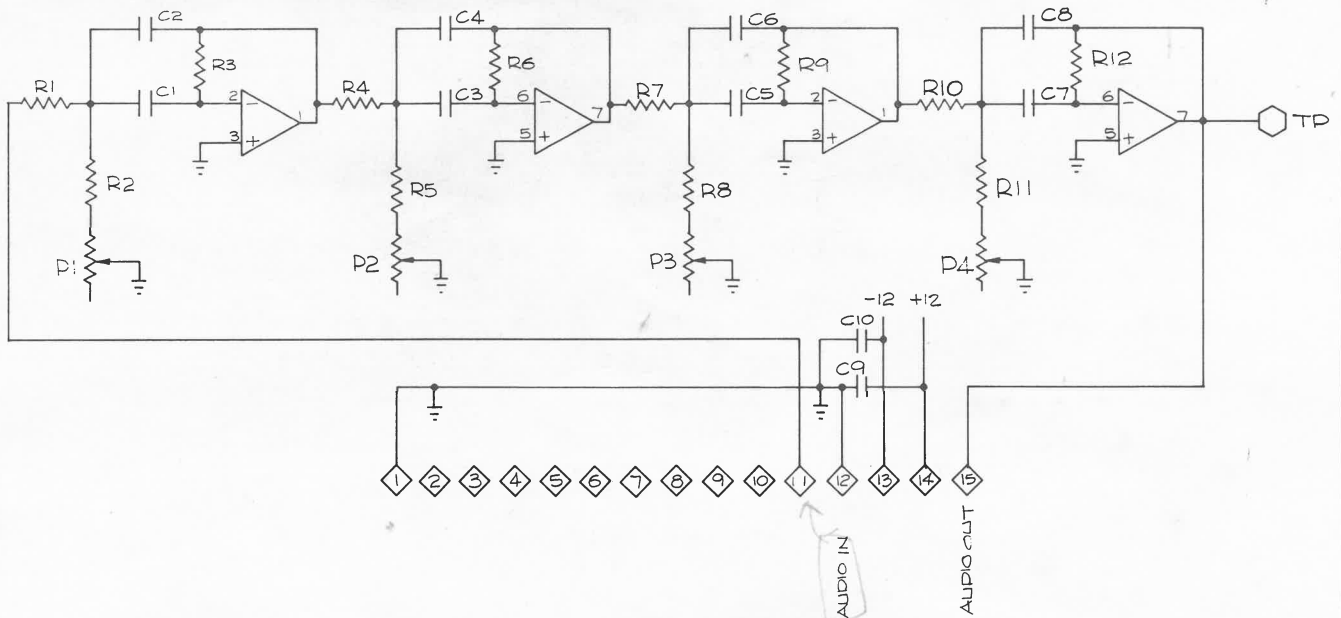 C2 C4 C6 C8
R3 R6 R9 R12
R1 C1 R4 C3 R7 C5 R10 C7
2 − 6 − 2 − 6 −
1 7 1 7 TP
3 + 5 + 3 + 5 +
R2 R5 R8 R11
P1 P2 P3 P4
-12 +12
C10
C9
1 2 3 4 5 6 7 8 9 10 11 12 13 14 15
AUDIO IN
AUDIO OUT